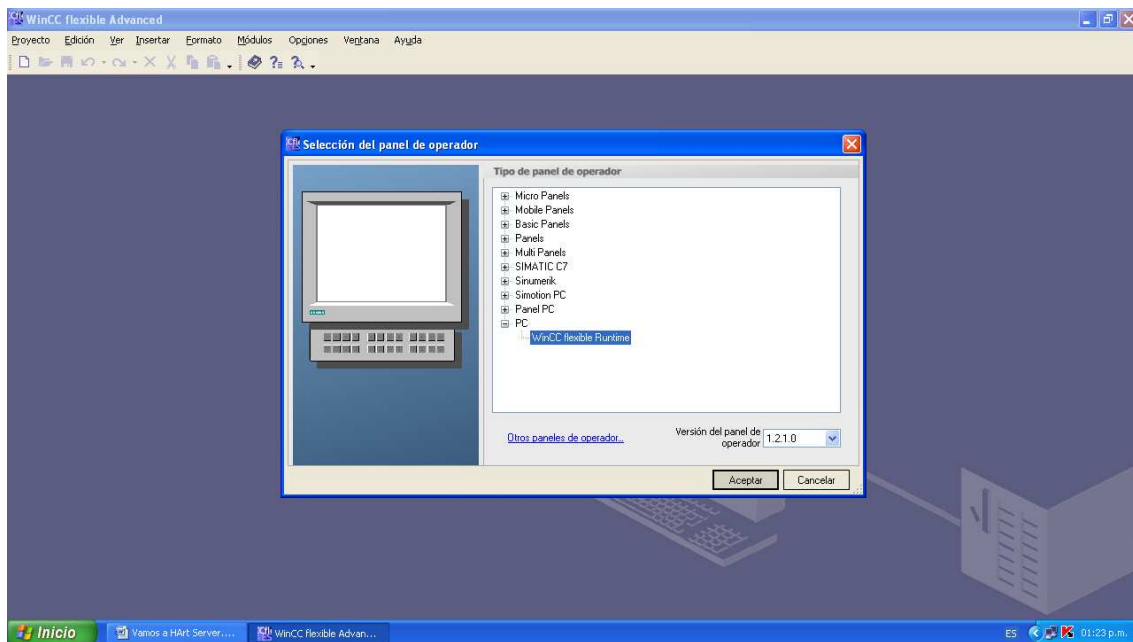 WinCC flexible Advanced
Proyecto Edición Ver Insertar Formato Módulos Opciones Ventana Ayuda
Selección del panel de operador
Tipo de panel de operador
Micro Panels
Mobile Panels
Basic Panels
Panels
Multi Panels
SIMATIC C7
Sinumerik
Simotion PC
Panel PC
PC
WinCC flexible Runtime
Otros paneles de operador...
Versión del panel de
operador 1.2.1.0
Aceptar Cancelar
Inicio Vamos a HArt Server.... WinCC flexible Advan... ES 01:23 p.m.